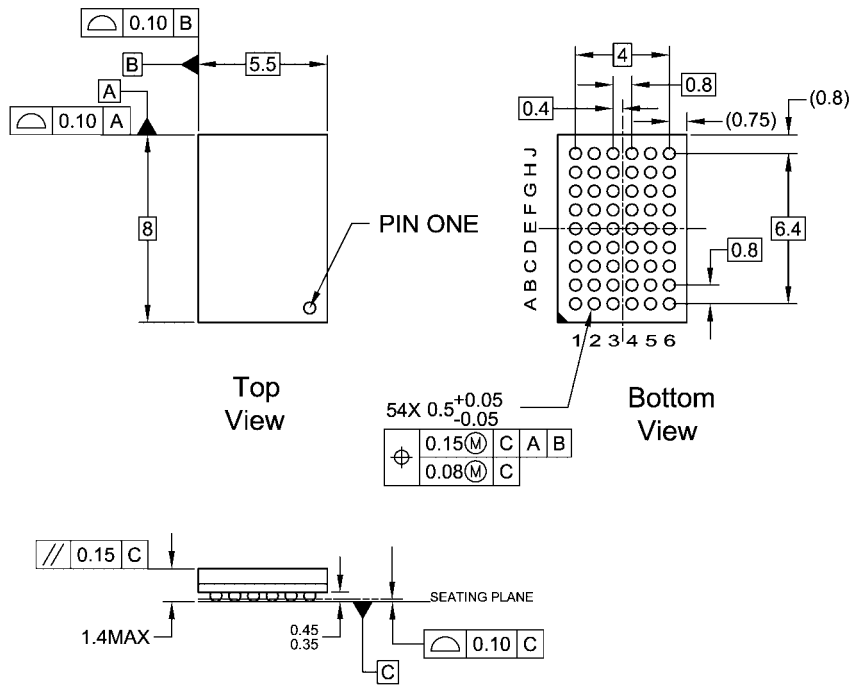 0.10 B
B
5.5
A
0.10 A
8
PIN ONE
Top
View
4
0.8
0.4
(0.8)
(0.75)
6.4
0.8
A B C D E F G H J
1 2 3 4 5 6
Bottom
View
54X 0.5 +0.05
-0.05
0.15 Ⓜ C A B
0.08 Ⓜ C
// 0.15 C
1.4MAX
0.45
0.35
SEATING PLANE
0.10 C
C